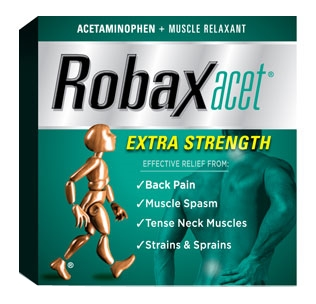 ACETAMINOPHEN + MUSCLE RELAXANT
Robaxacet®
EXTRA STRENGTH
EFFECTIVE RELIEF FROM:
✓Back Pain
✓Muscle Spasm
✓Tense Neck Muscles
✓Strains & Sprains
®